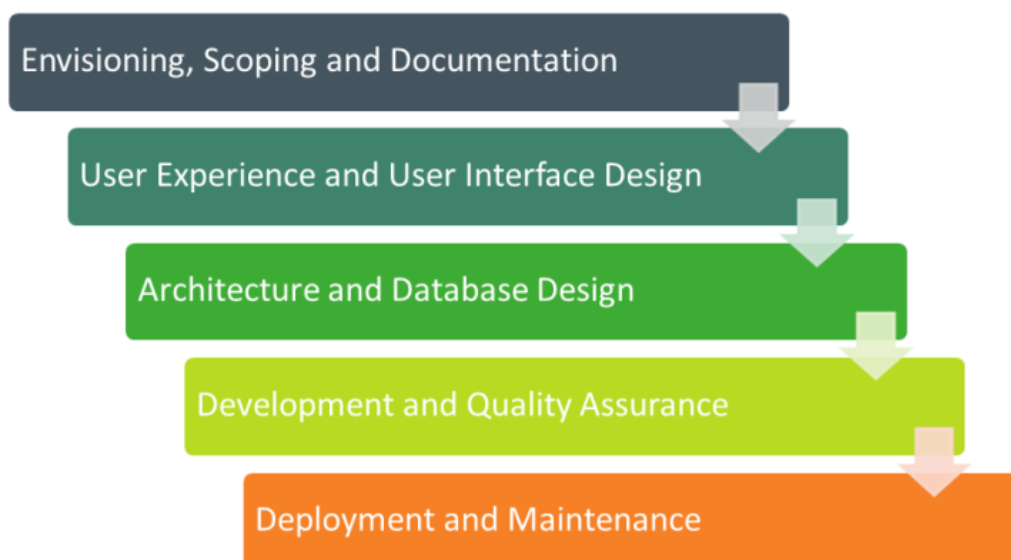 Envisioning, Scoping and Documentation
User Experience and User Interface Design
Architecture and Database Design
Development and Quality Assurance
Deployment and Maintenance